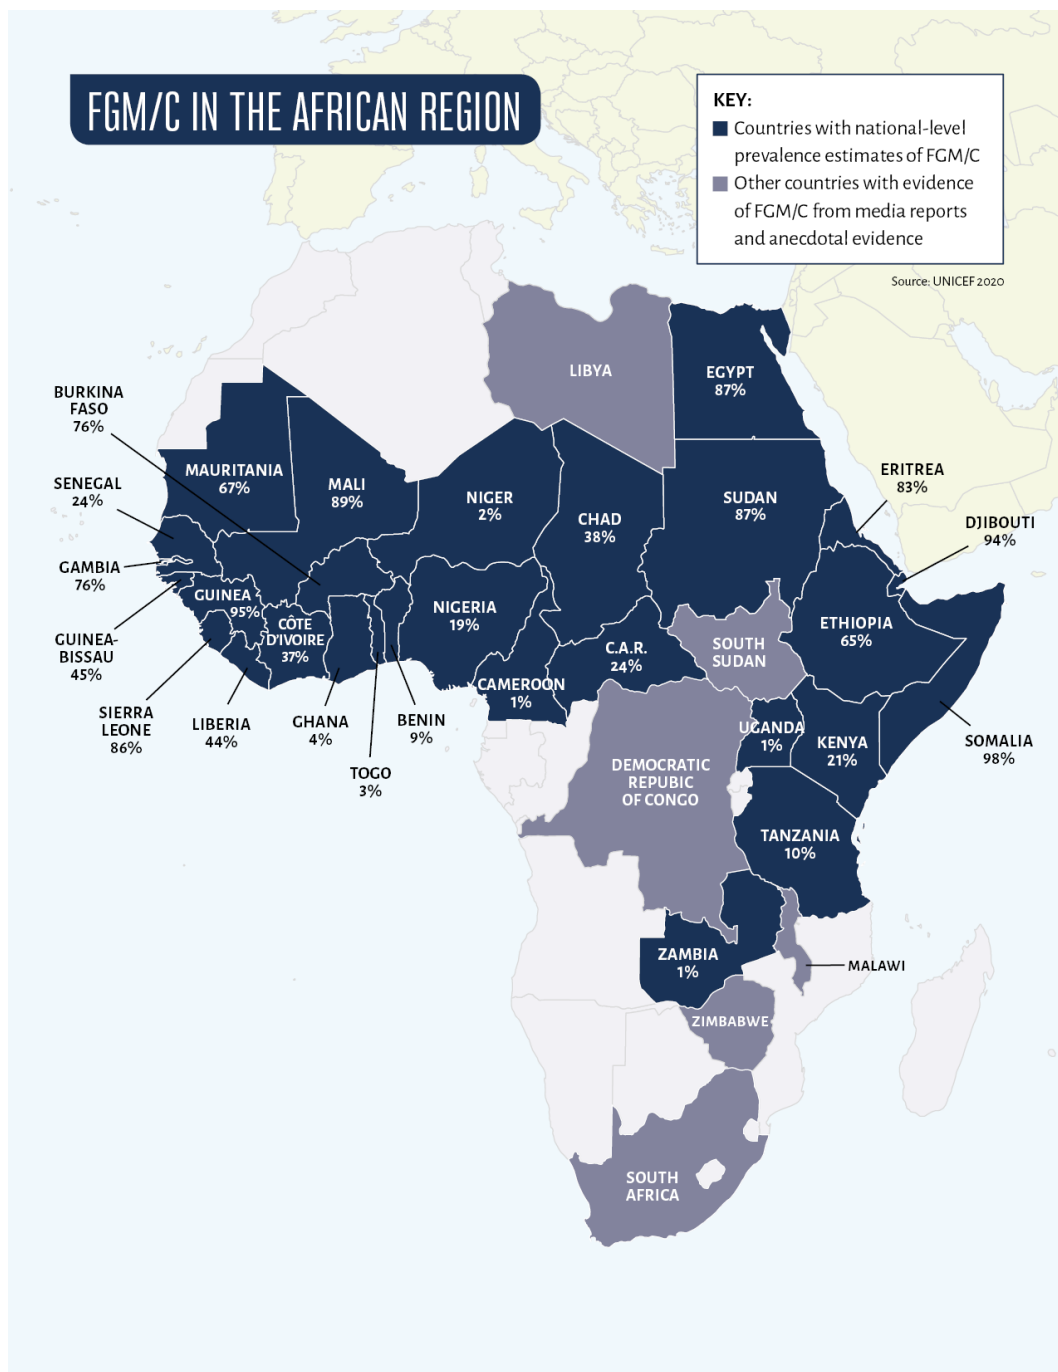 FGM/C IN THE AFRICAN REGION
KEY:
Countries with national-level
prevalence estimates of FGM/C
Other countries with evidence
of FGM/C from media reports
and anecdotal evidence
Source: UNICEF 2020
LIBYA
EGYPT
87%
BURKINA
FASO
76%
MAURITANIA
67%
MALI
89%
NIGER
2%
CHAD
38%
SUDAN
87%
ERITREA
83%
SENEGAL
24%
DJIBOUTI
94%
GAMBIA
76%
GUINEA
95%
CÔTE
D'IVOIRE
37%
NIGERIA
19%
ETHIOPIA
65%
GUINEA-
BISSAU
45%
C.A.R.
24%
SOUTH
SUDAN
CAMEROON
1%
SIERRA
LEONE
86%
LIBERIA
44%
GHANA
4%
BENIN
9%
TOGO
3%
UGANDA
1%
KENYA
21%
SOMALIA
98%
DEMOCRATIC
REPUBIC
OF CONGO
TANZANIA
10%
ZAMBIA
1%
MALAWI
ZIMBABWE
SOUTH
AFRICA